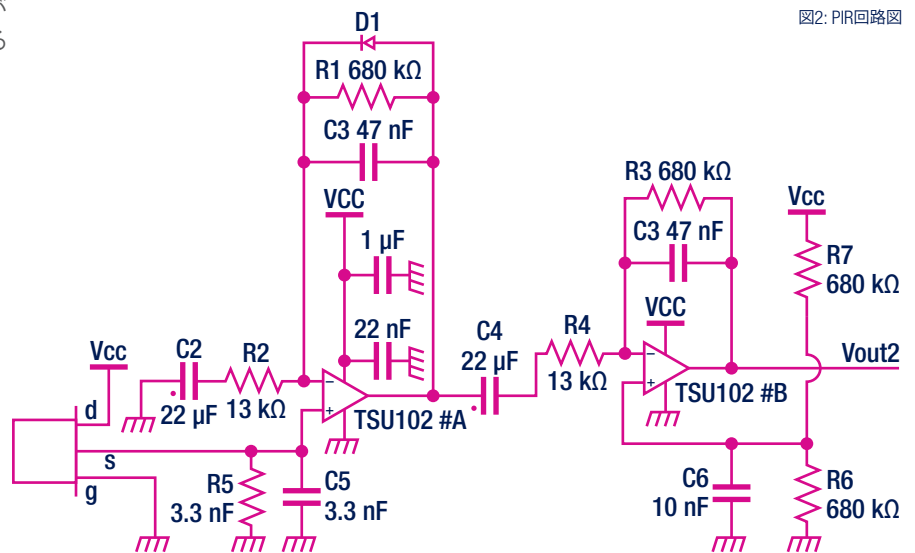 る
図2: PIR回路図
D1
R1 680 kΩ
C3 47 nF
VCC
1 µF
22 nF
Vcc
C2
22 µF
R2
13 kΩ
−
+
TSU102 #A
d
s
g
R5
3.3 nF
C5
3.3 nF
C4
22 µF
R4
13 kΩ
R3 680 kΩ
C3 47 nF
VCC
−
+
TSU102 #B
Vcc
R7
680 kΩ
Vout2
C6
10 nF
R6
680 kΩ